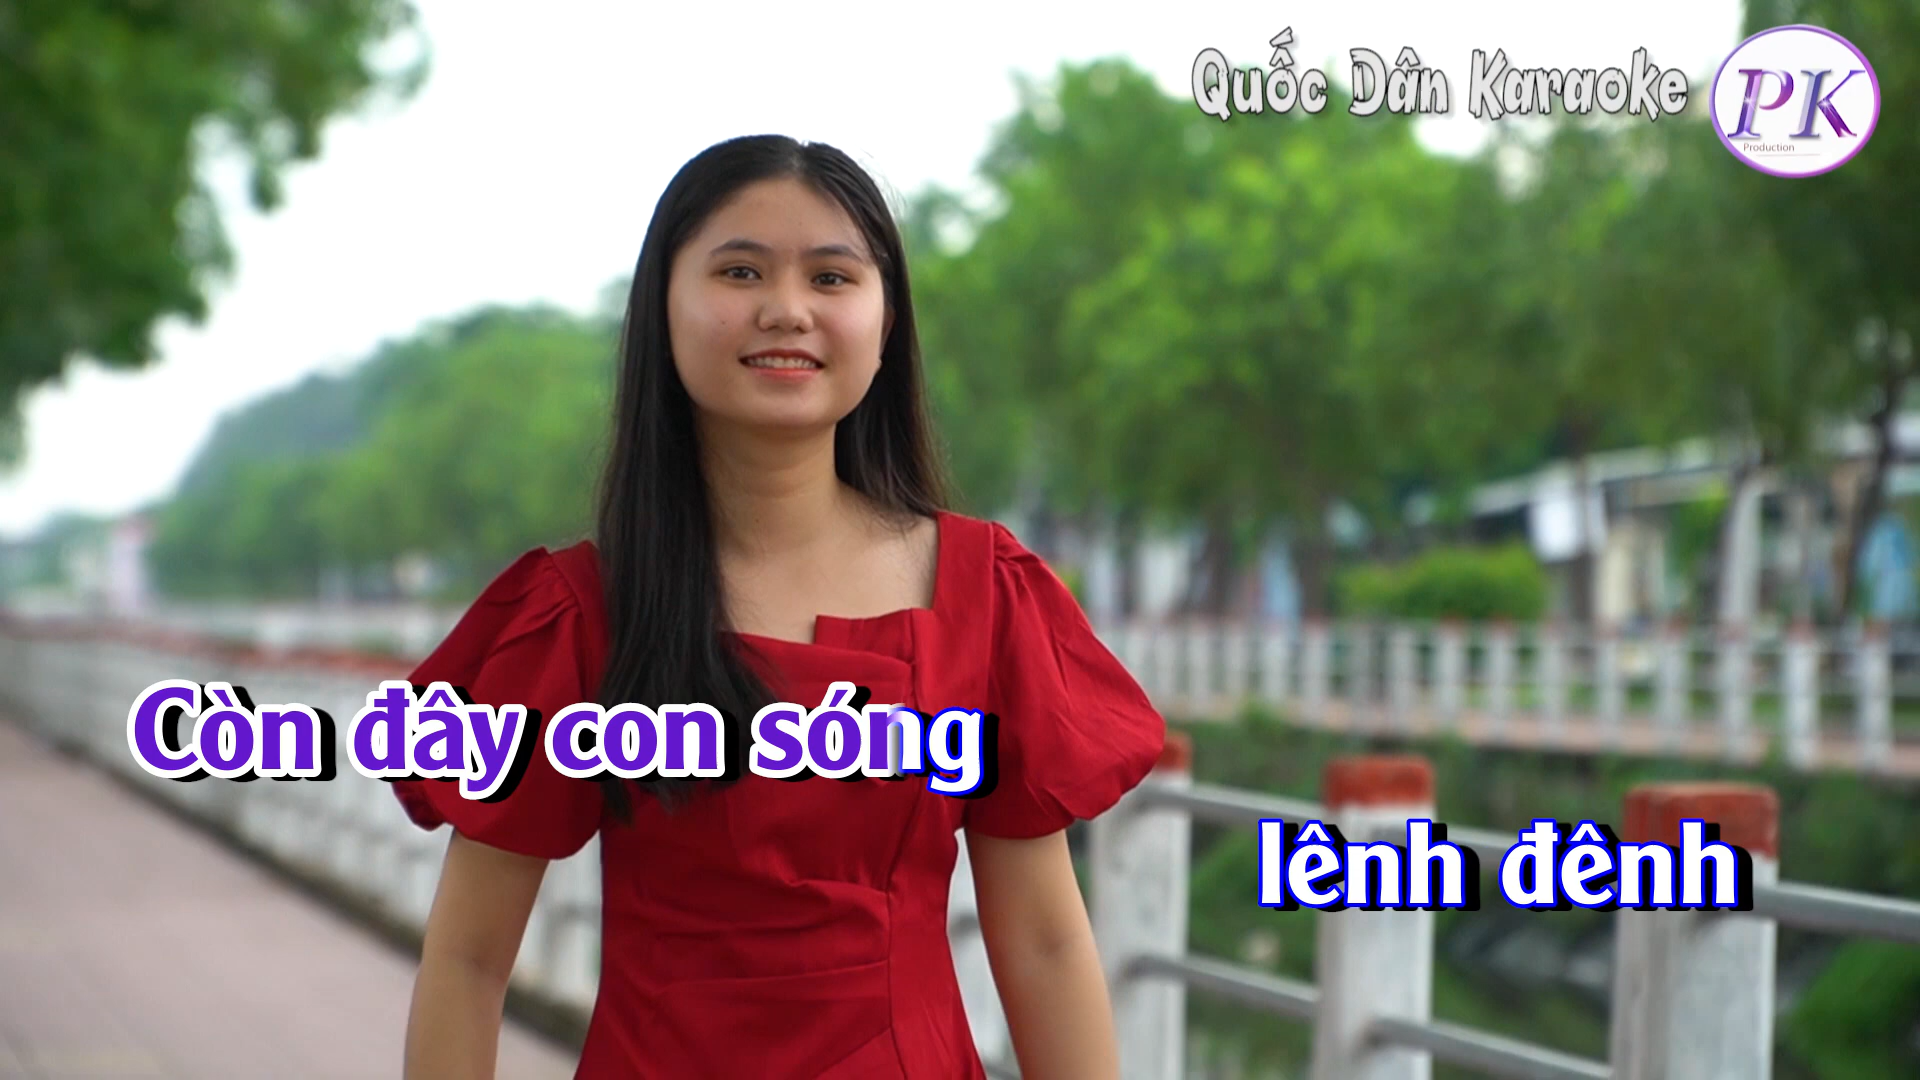 Quốc Dân Karaoke
PK
Production
Còn đây con sóng
lênh đênh